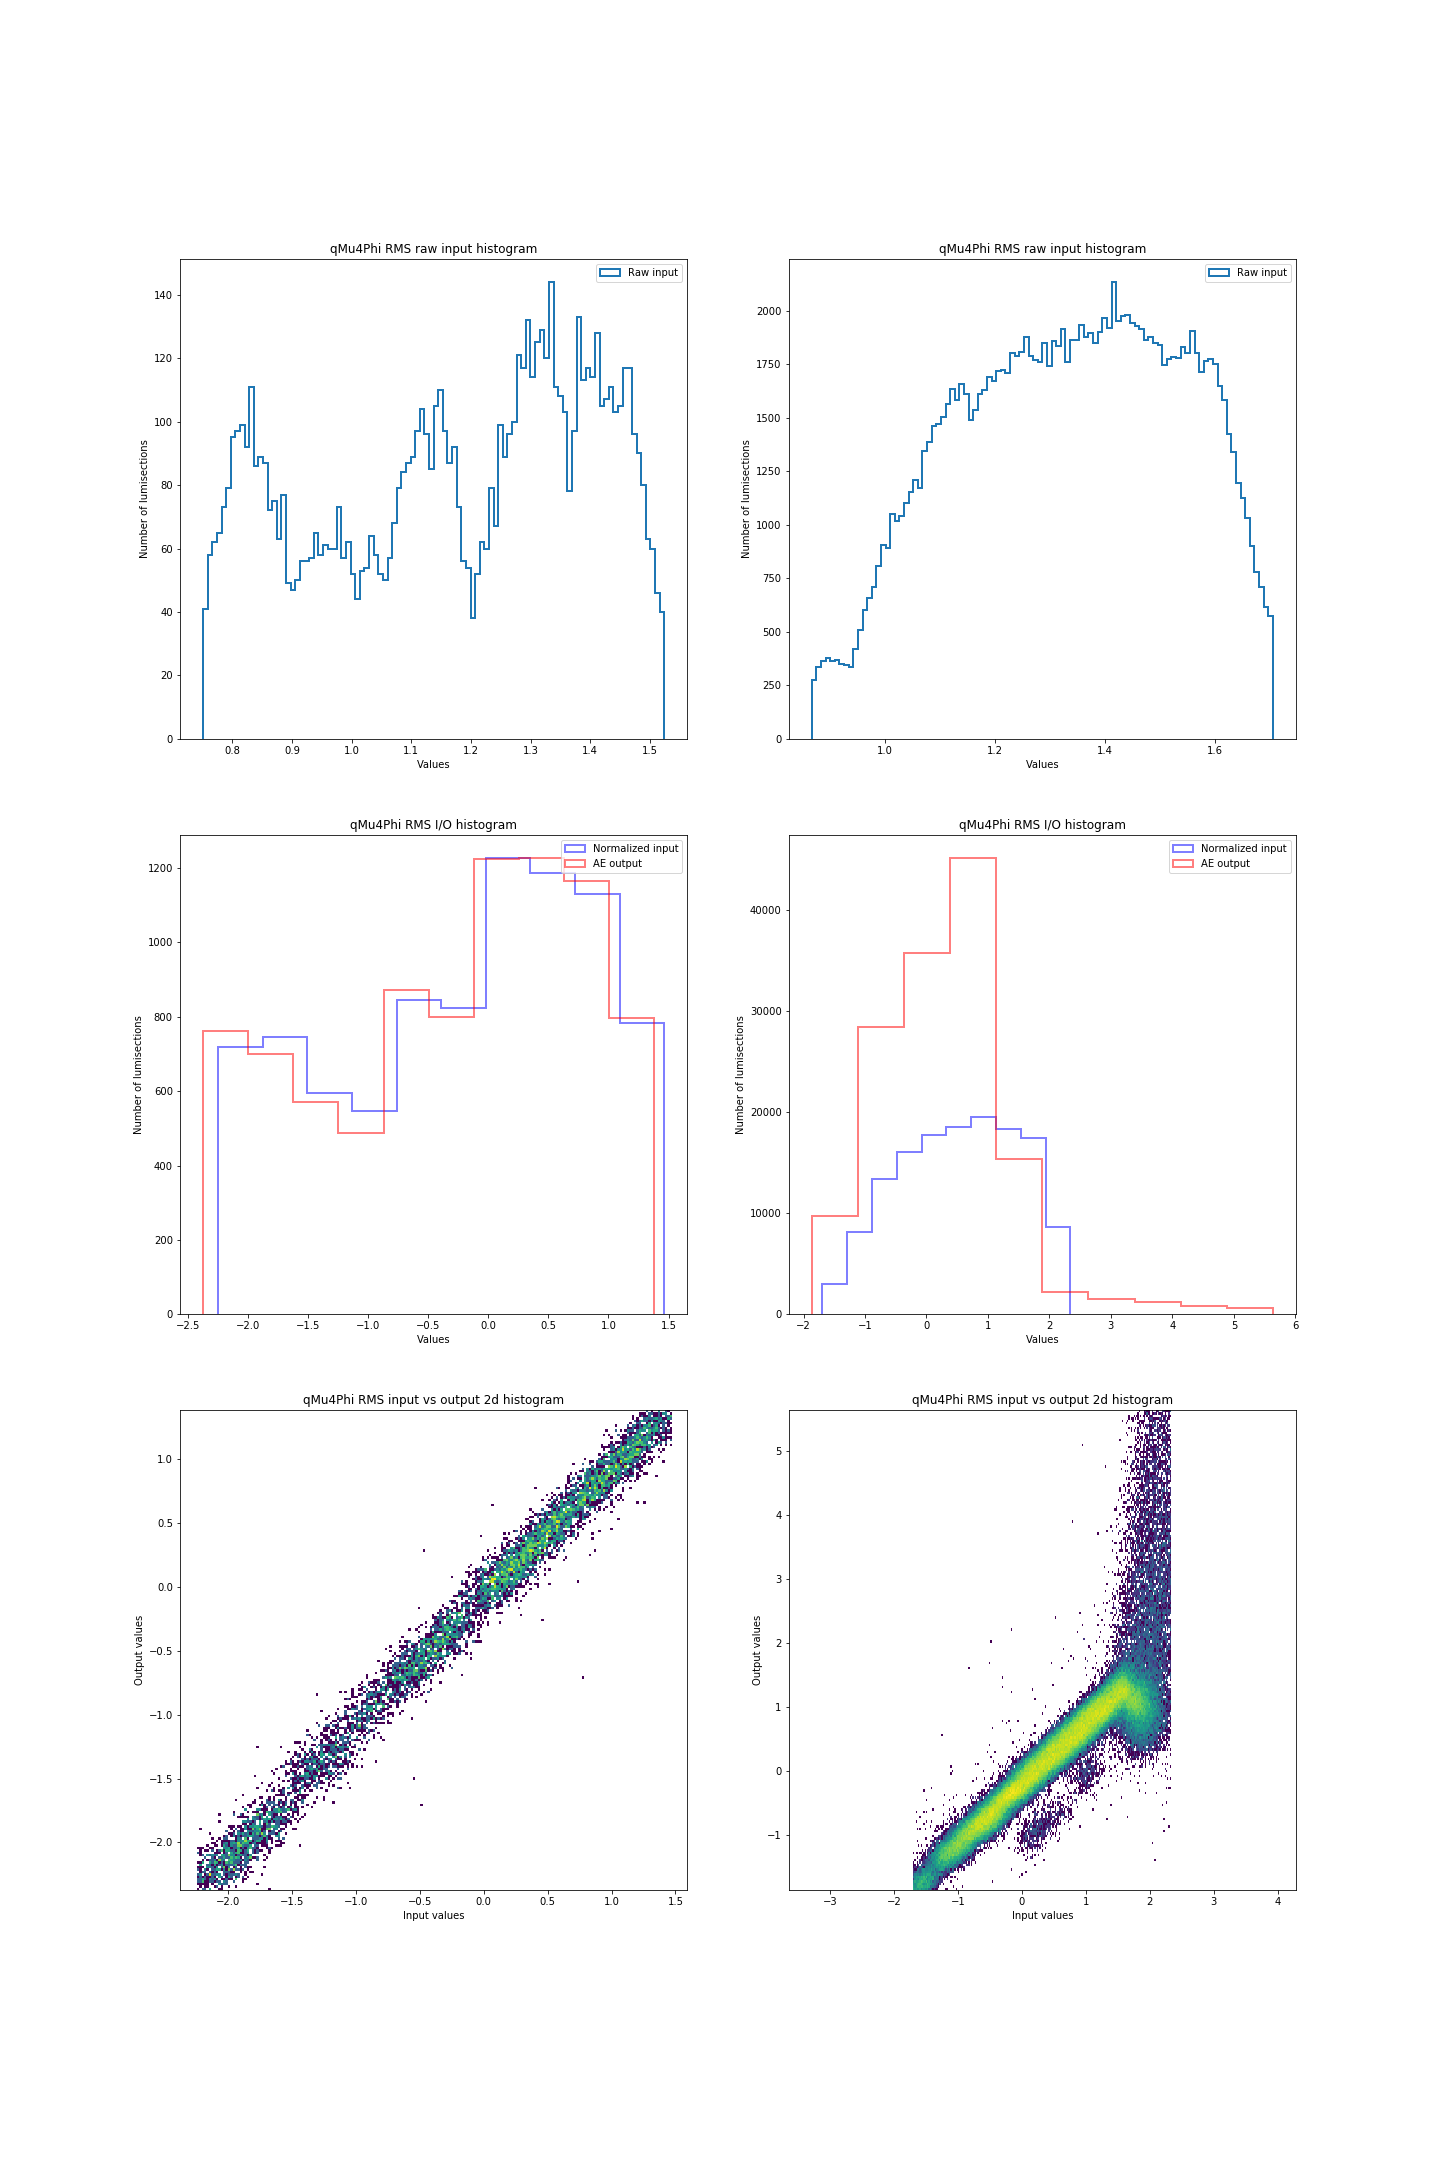 qMu4Phi RMS raw input histogram
Raw input
Number of lumisections
140
120
100
80
60
40
20
0
0.8 0.9 1.0 1.1 1.2 1.3 1.4 1.5
Values
qMu4Phi RMS raw input histogram
Raw input
Number of lumisections
2000
1750
1500
1250
1000
750
500
250
0
1.0 1.2 1.4 1.6
Values
qMu4Phi RMS I/O histogram
Normalized input
AE output
Number of lumisections
1200
1000
800
600
400
200
0
−2.5 −2.0 −1.5 −1.0 −0.5 0.0 0.5 1.0 1.5
Values
qMu4Phi RMS I/O histogram
Normalized input
AE output
Number of lumisections
40000
30000
20000
10000
0
−2 −1 0 1 2 3 4 5 6
Values
qMu4Phi RMS input vs output 2d histogram
Output values
1.0
0.5
0.0
−0.5
−1.0
−1.5
−2.0
−2.0 −1.5 −1.0 −0.5 0.0 0.5 1.0 1.5
Input values
qMu4Phi RMS input vs output 2d histogram
Output values
5
4
3
2
1
0
−1
−3 −2 −1 0 1 2 3 4
Input values